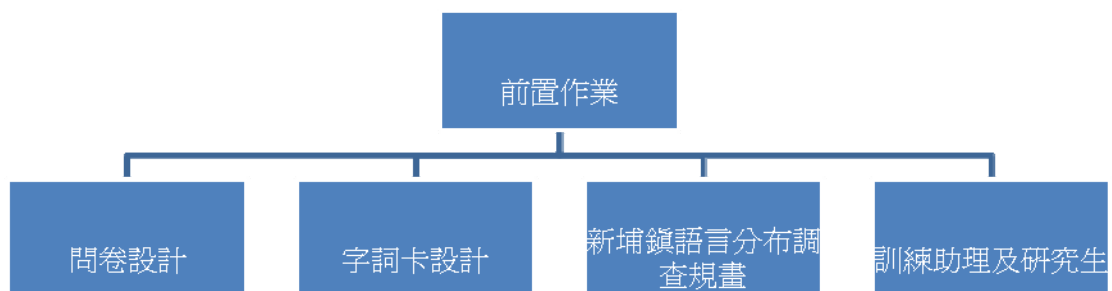 前置作業
問卷設計
字詞卡設計
新埔鎮語言分布調
查規畫
訓練助理及研究生